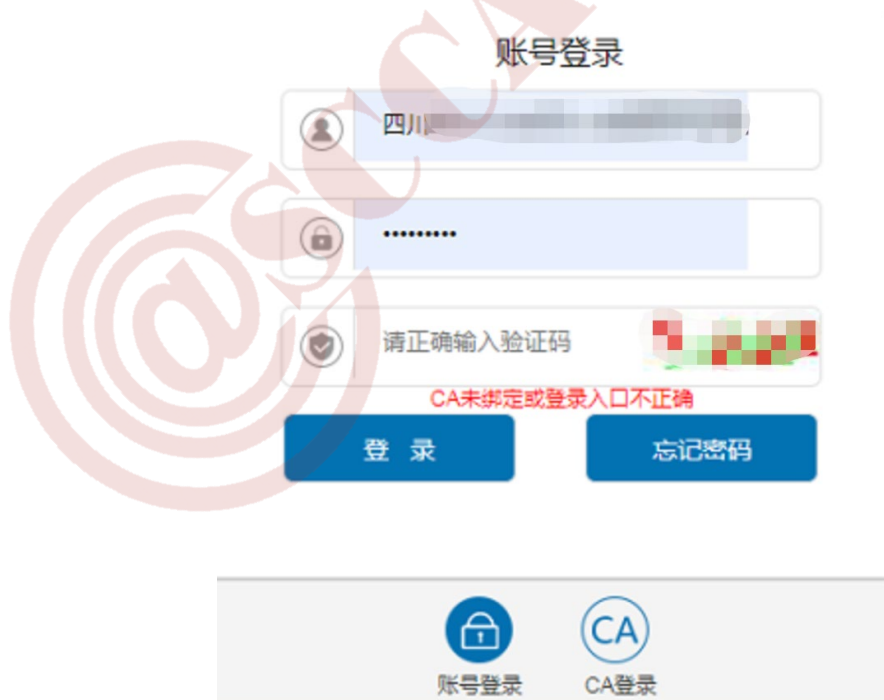 账号登录
四川
•••••••••
请正确输入验证码
CA未绑定或登录入口不正确
登 录 忘记密码
CA
账号登录 CA登录
@SCCA